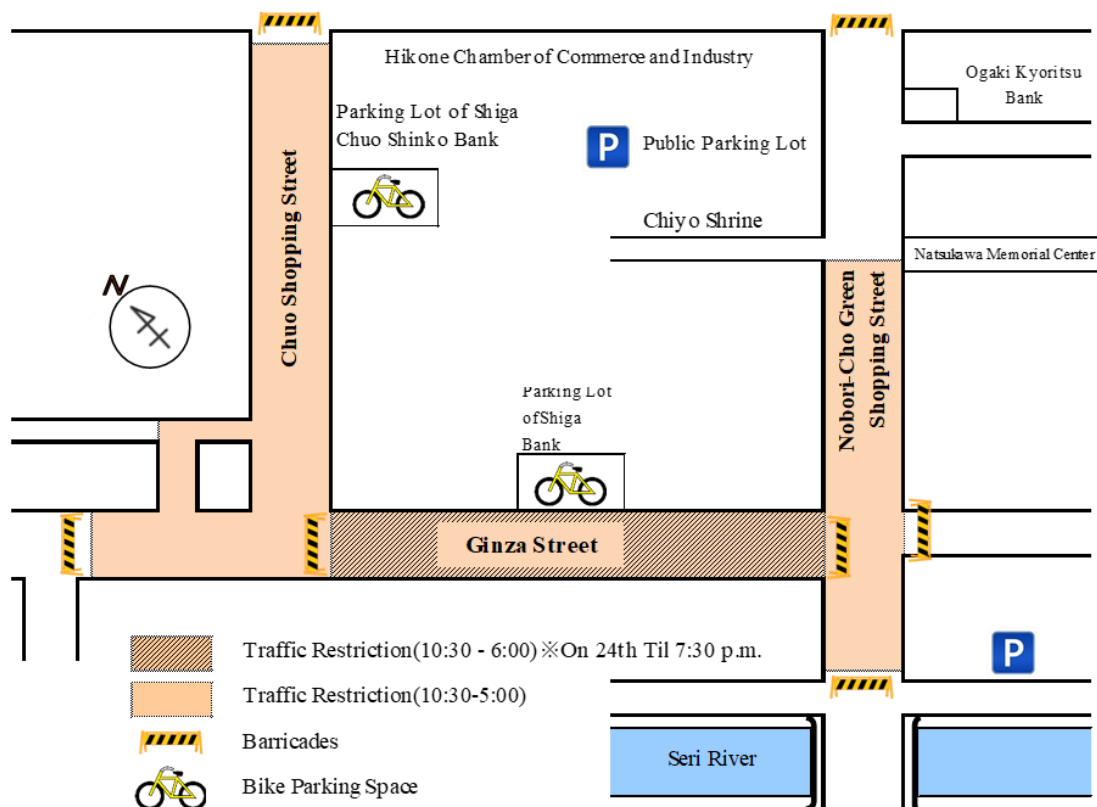 Hikone Chamber of Commerce and Industry
Ogaki Kyoritsu
Bank
Parking Lot of Shiga
Chuo Shinko Bank
P
Public Parking Lot
Chiyo Shrine
Natsukawa Memorial Center
Chuo Shopping Street
N
Nobori-Cho Green
Shopping Street
Parking Lot
ofShiga
Bank
Ginza Street
Traffic Restriction(10:30 - 6:00)※On 24th Til 7:30 p.m.
P
Traffic Restriction(10:30-5:00)
Barricades
Seri River
Bike Parking Space